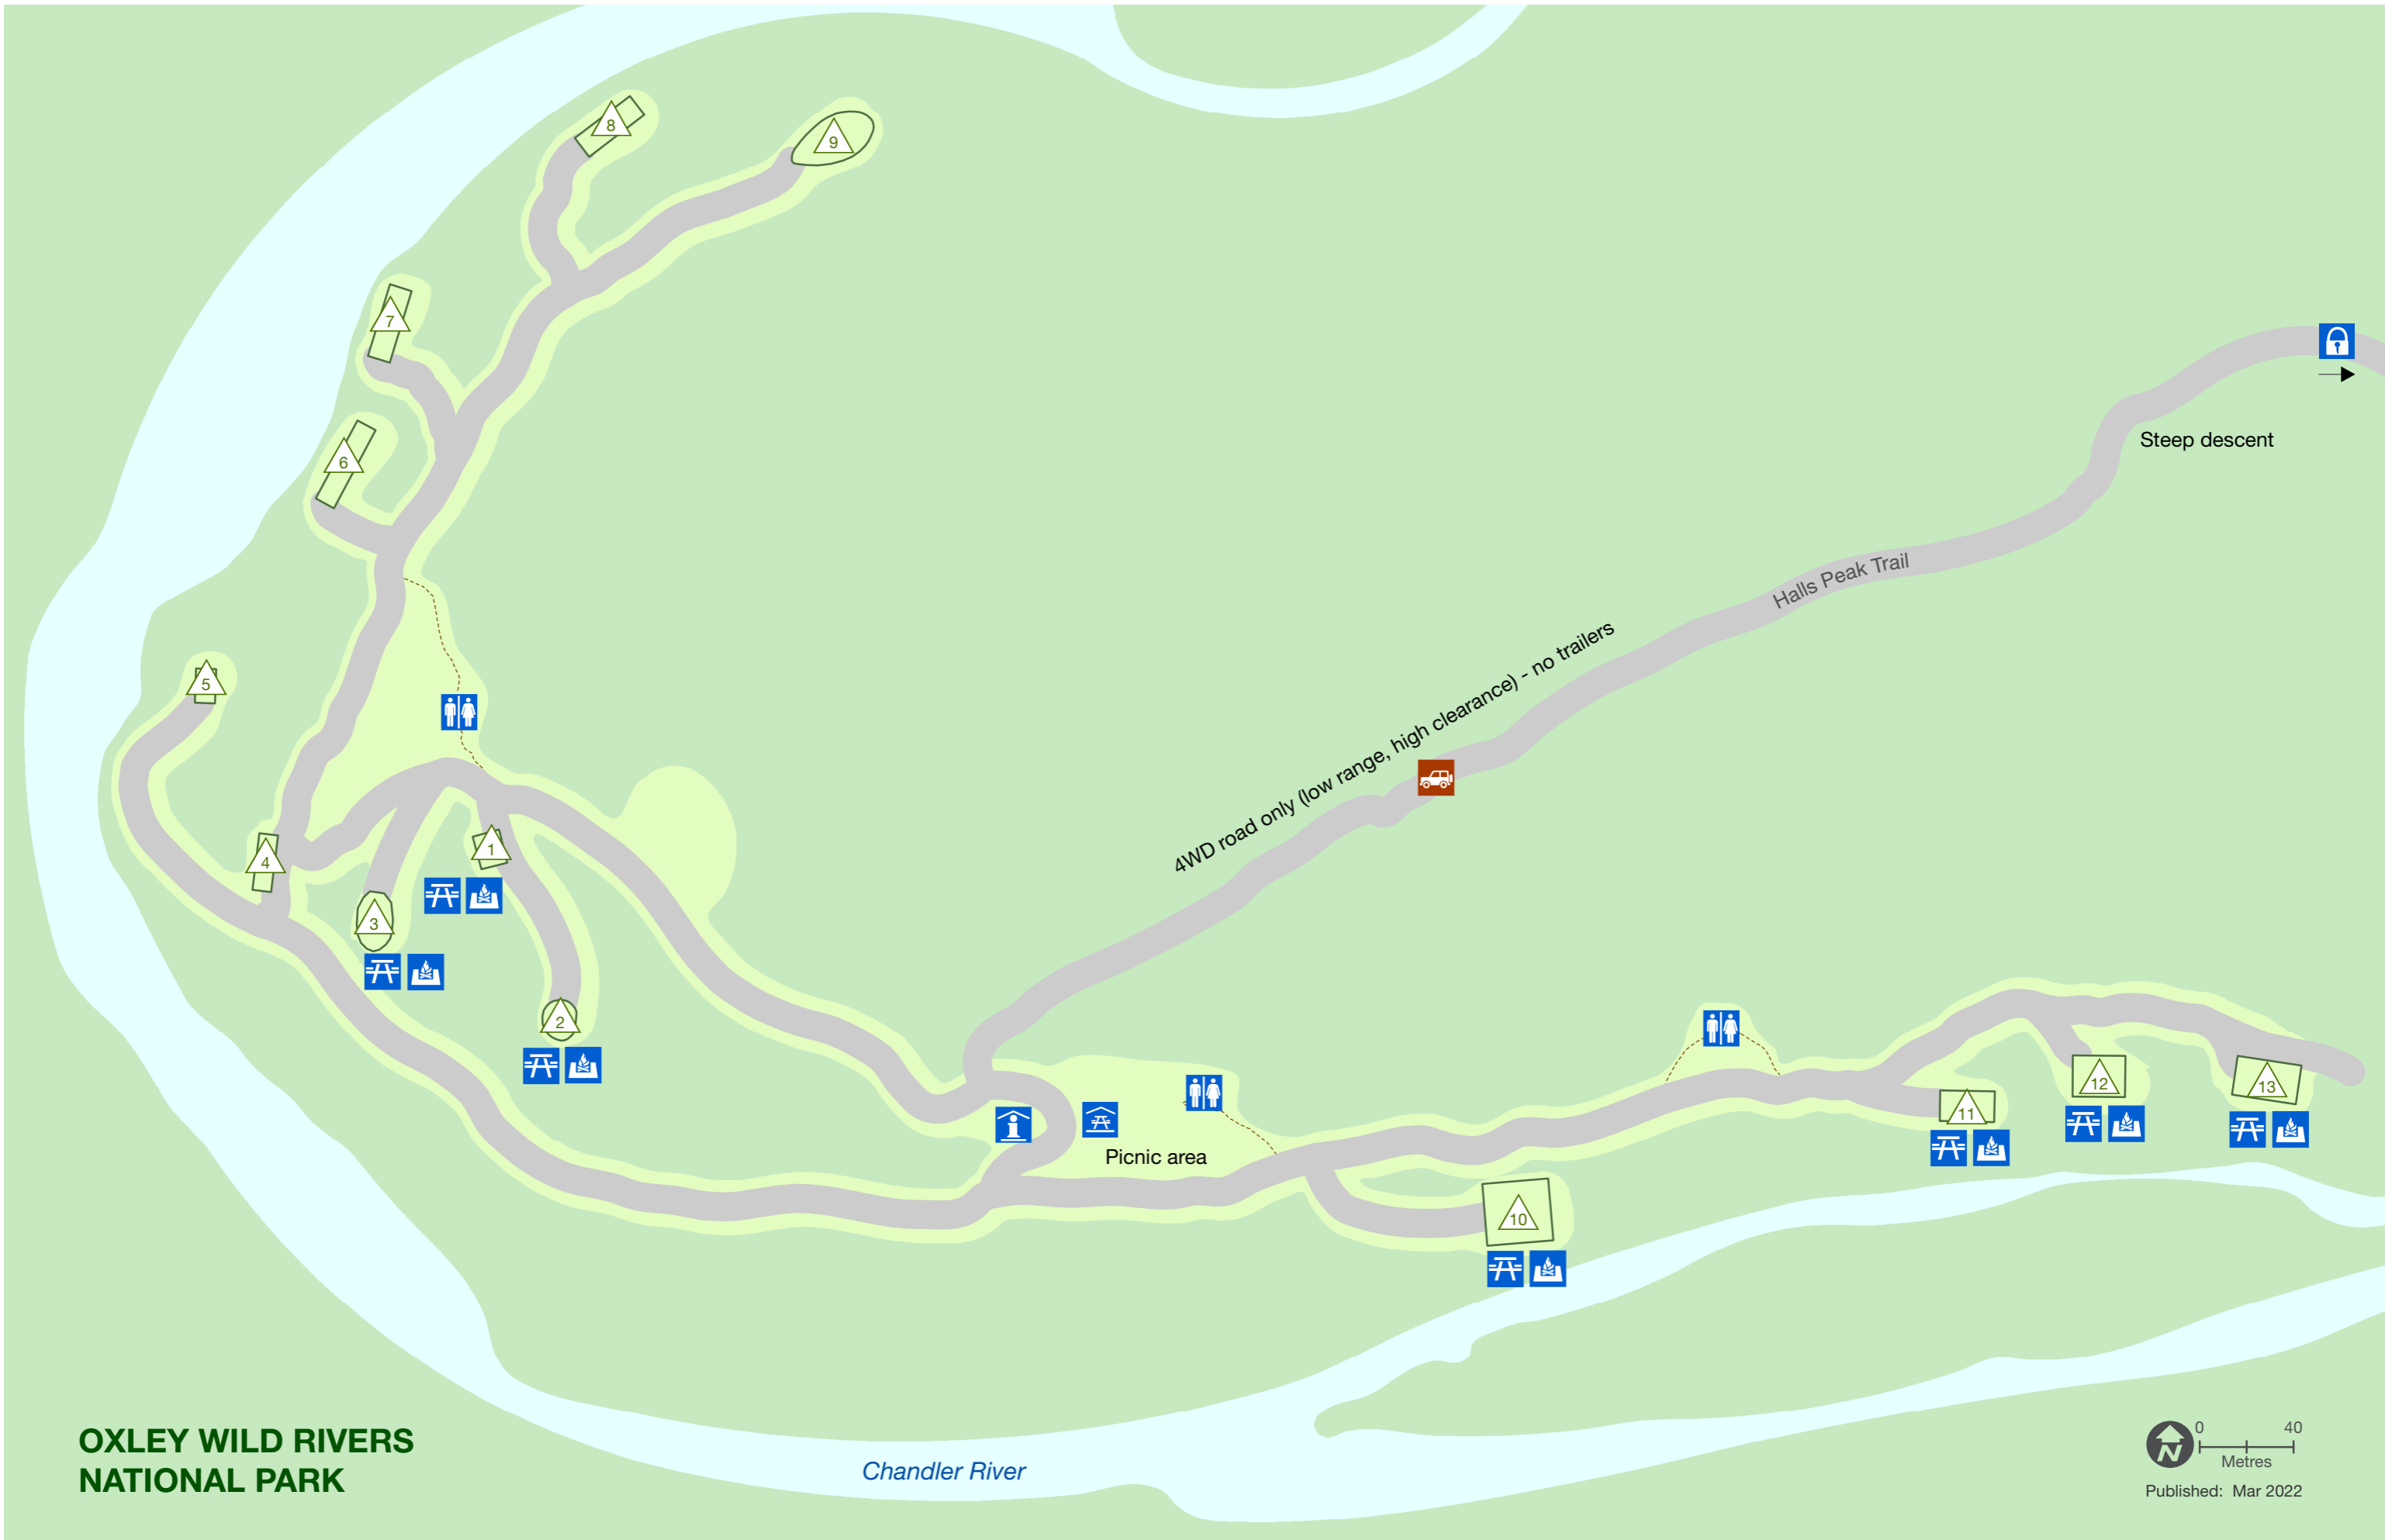 8
9
7
Steep descent
6
Halls Peak Trail
4WD road only (low range, high clearance) - no trailers
5
1
4
3
2
12
13
11
Picnic area
10
OXLEY WILD RIVERS
NATIONAL PARK
Chandler River
N
0 40
Metres
Published: Mar 2022